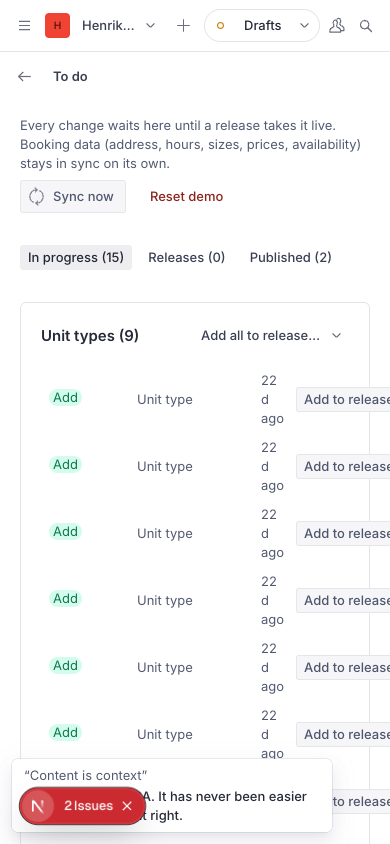 H Henrik... Drafts
To do
Every change waits here until a release takes it live.
Booking data (address, hours, sizes, prices, availability)
stays in sync on its own.
Sync now Reset demo
In progress (15) Releases (0) Published (2)
Unit types (9) Add all to release...
Add Unit type 22 d ago Add to release
Add Unit type 22 d ago Add to release
Add Unit type 22 d ago Add to release
Add Unit type 22 d ago Add to release
Add Unit type 22 d ago Add to release
Add Unit type 22 d ago Add to release
to release
“Content is context”
N 2 Issues A. It has never been easier
t right.